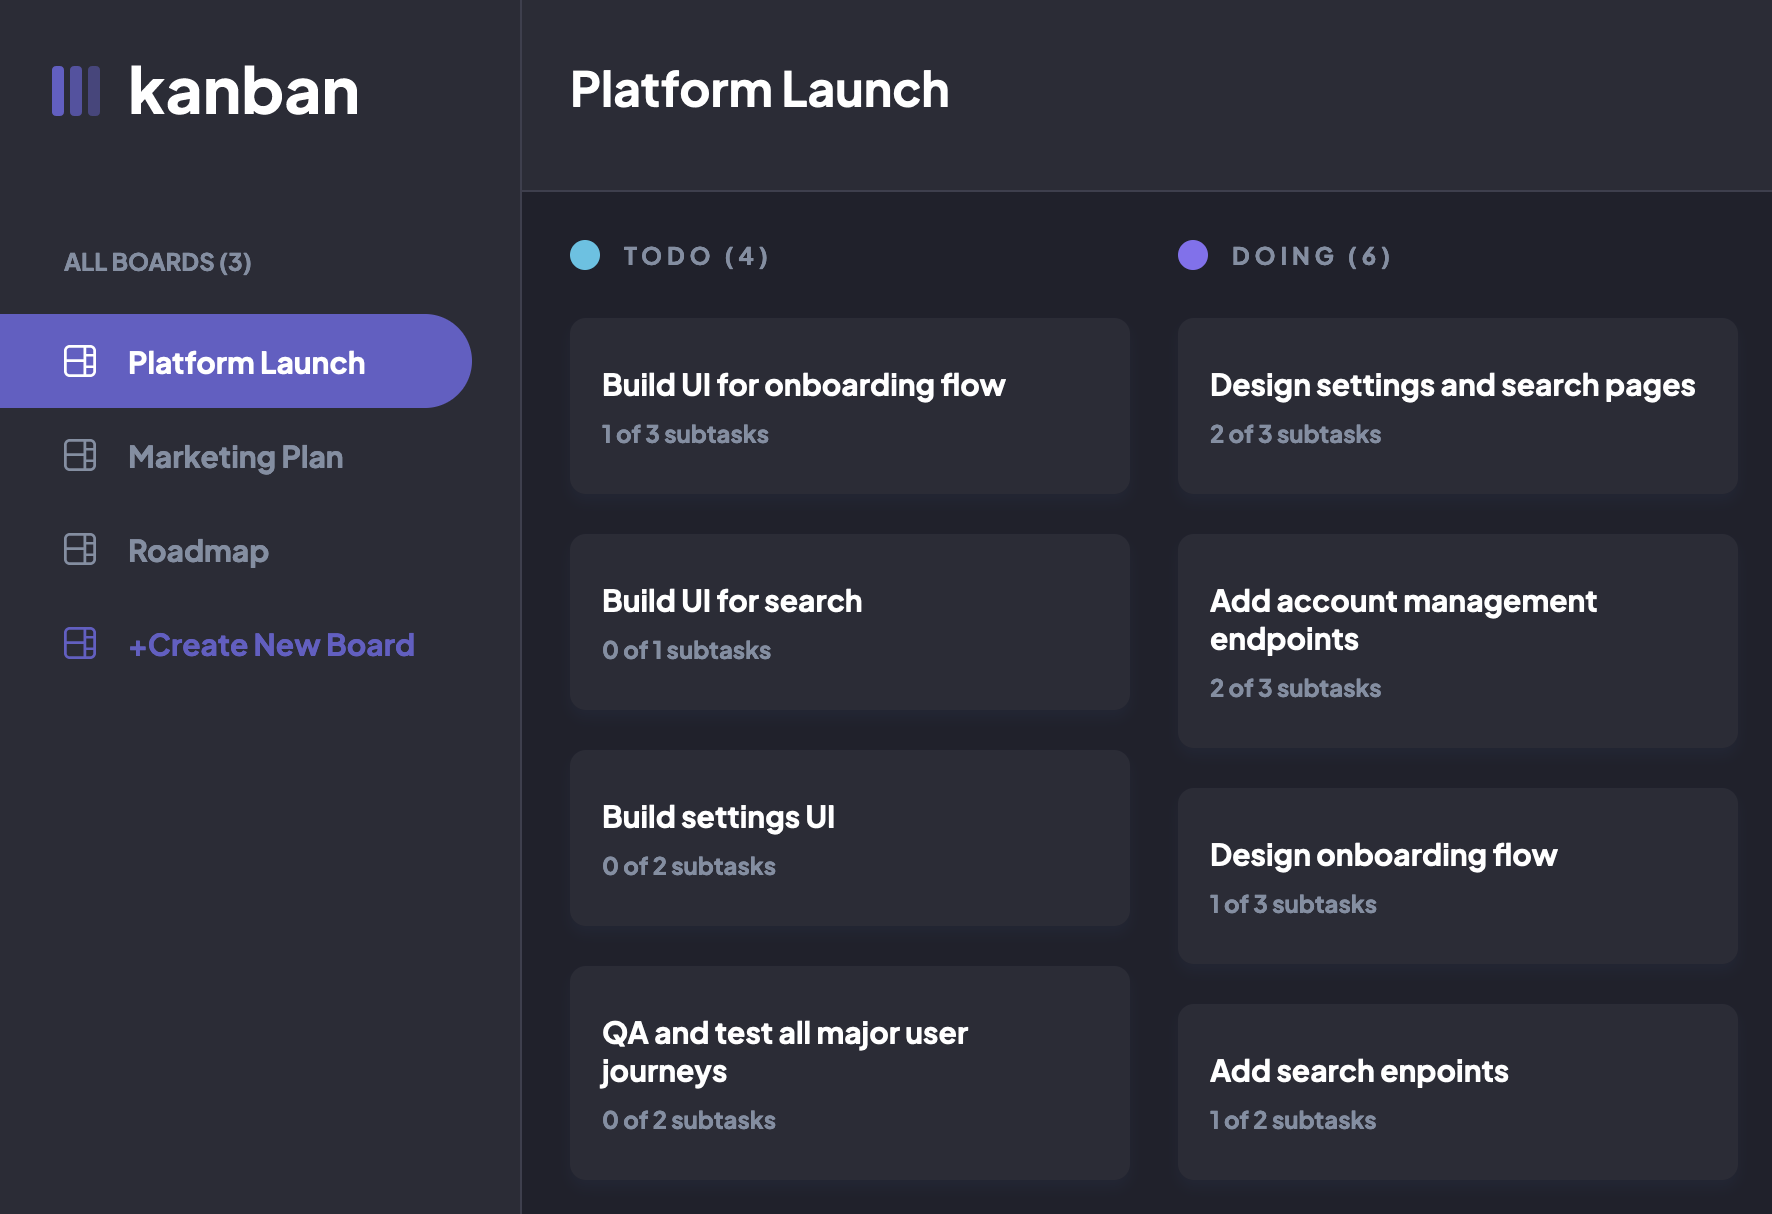 kanban
ALL BOARDS (3)
Platform Launch
Marketing Plan
Roadmap
+Create New Board
Platform Launch
TODO (4)
Build UI for onboarding flow
1 of 3 subtasks
Build UI for search
0 of 1 subtasks
Build settings UI
0 of 2 subtasks
QA and test all major user
journeys
0 of 2 subtasks
DOING (6)
Design settings and search pages
2 of 3 subtasks
Add account management
endpoints
2 of 3 subtasks
Design onboarding flow
1 of 3 subtasks
Add search enpoints
1 of 2 subtasks